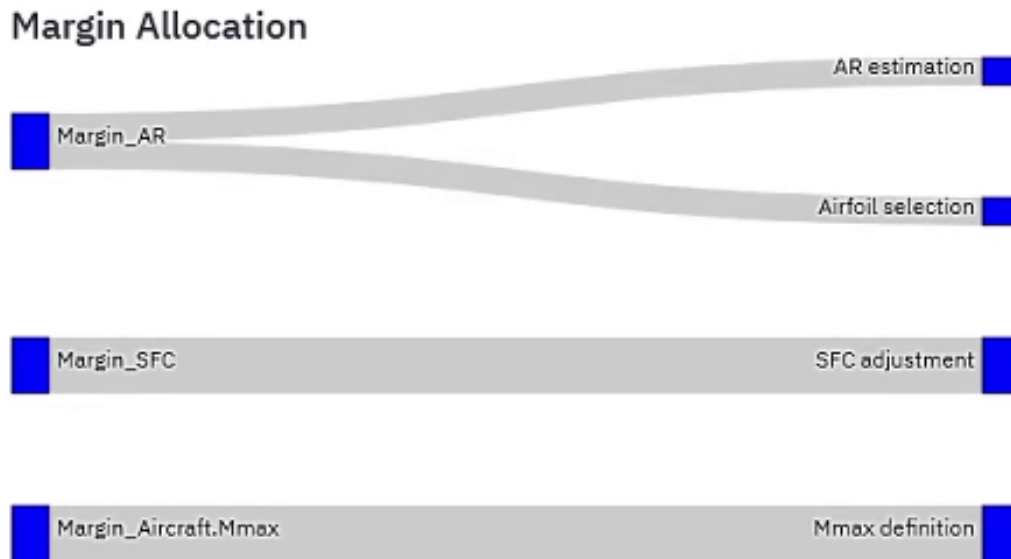 Margin Allocation
AR estimation
Margin_AR
Airfoil selection
Margin_SFC
SFC adjustment
Margin_Aircraft.Mmax
Mmax definition